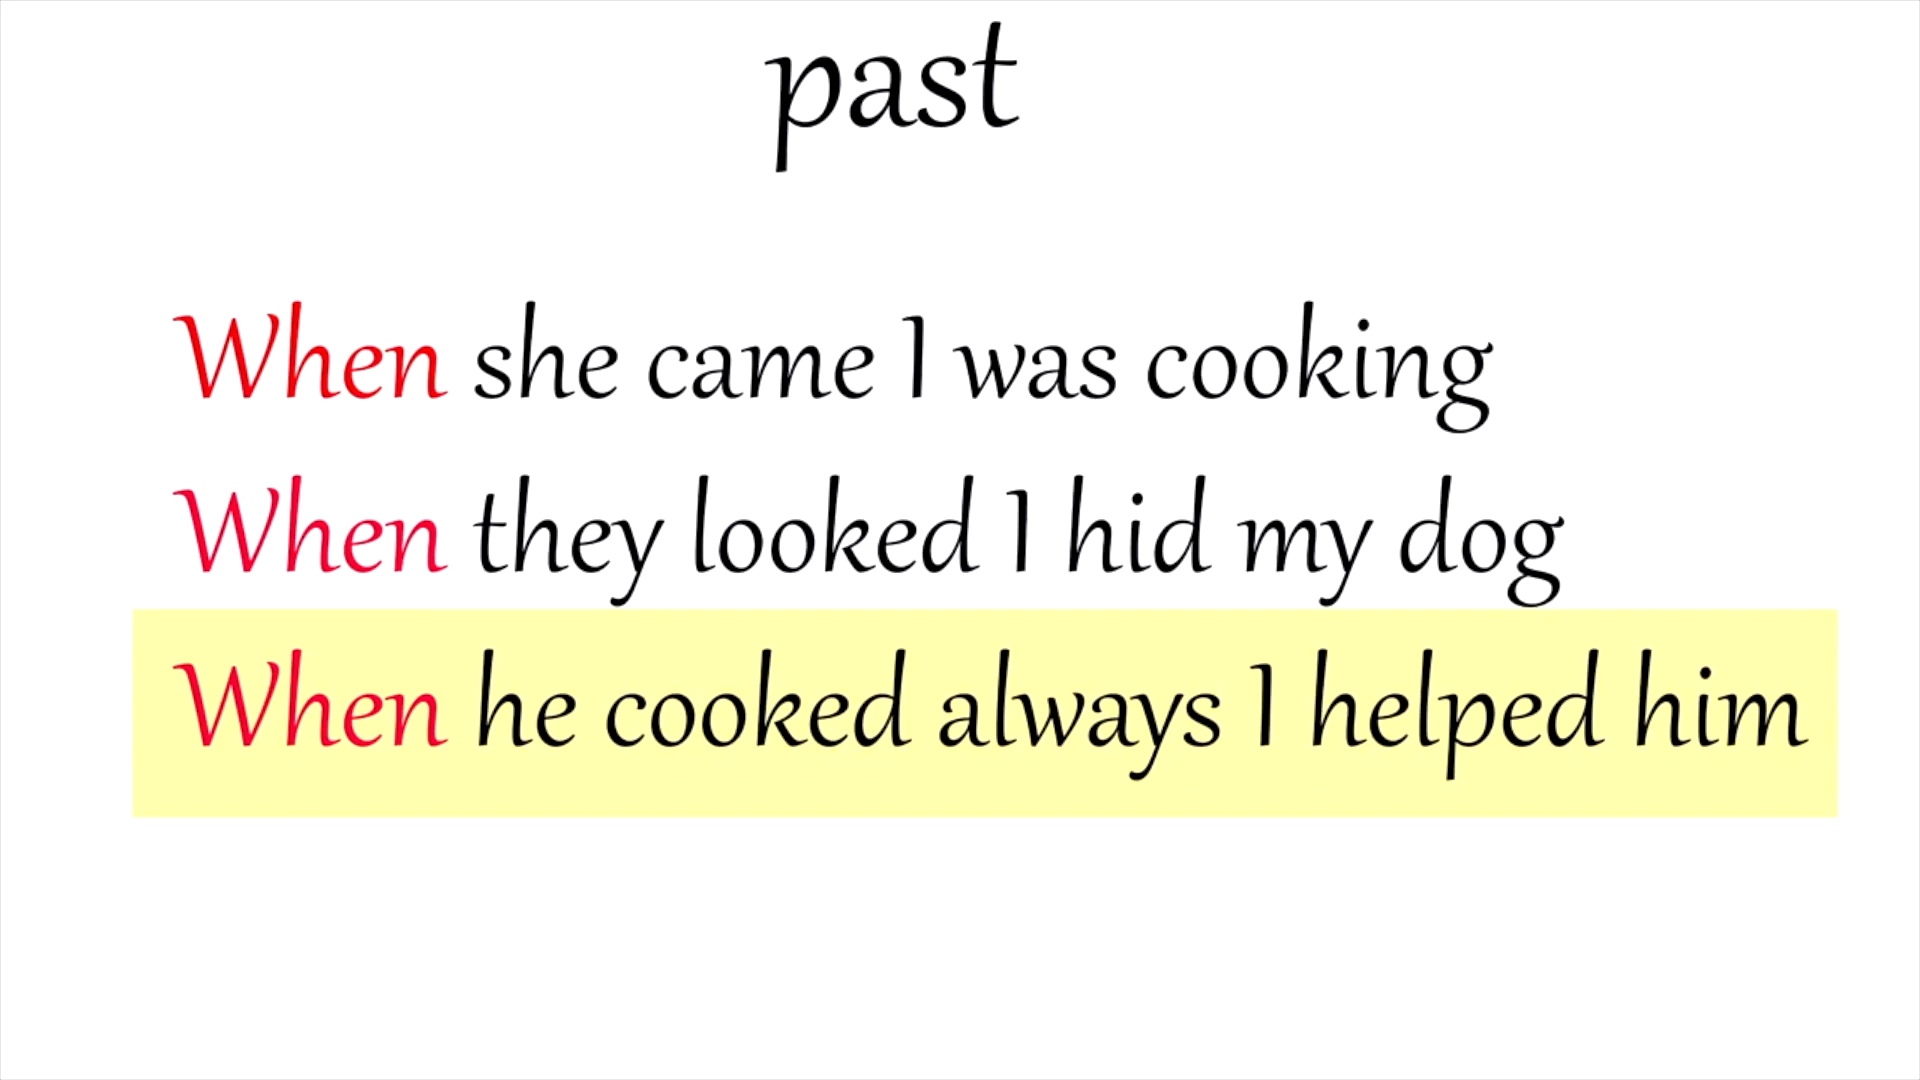 past
When she came I was cooking
When they looked I hid my dog
When he cooked always I helped him